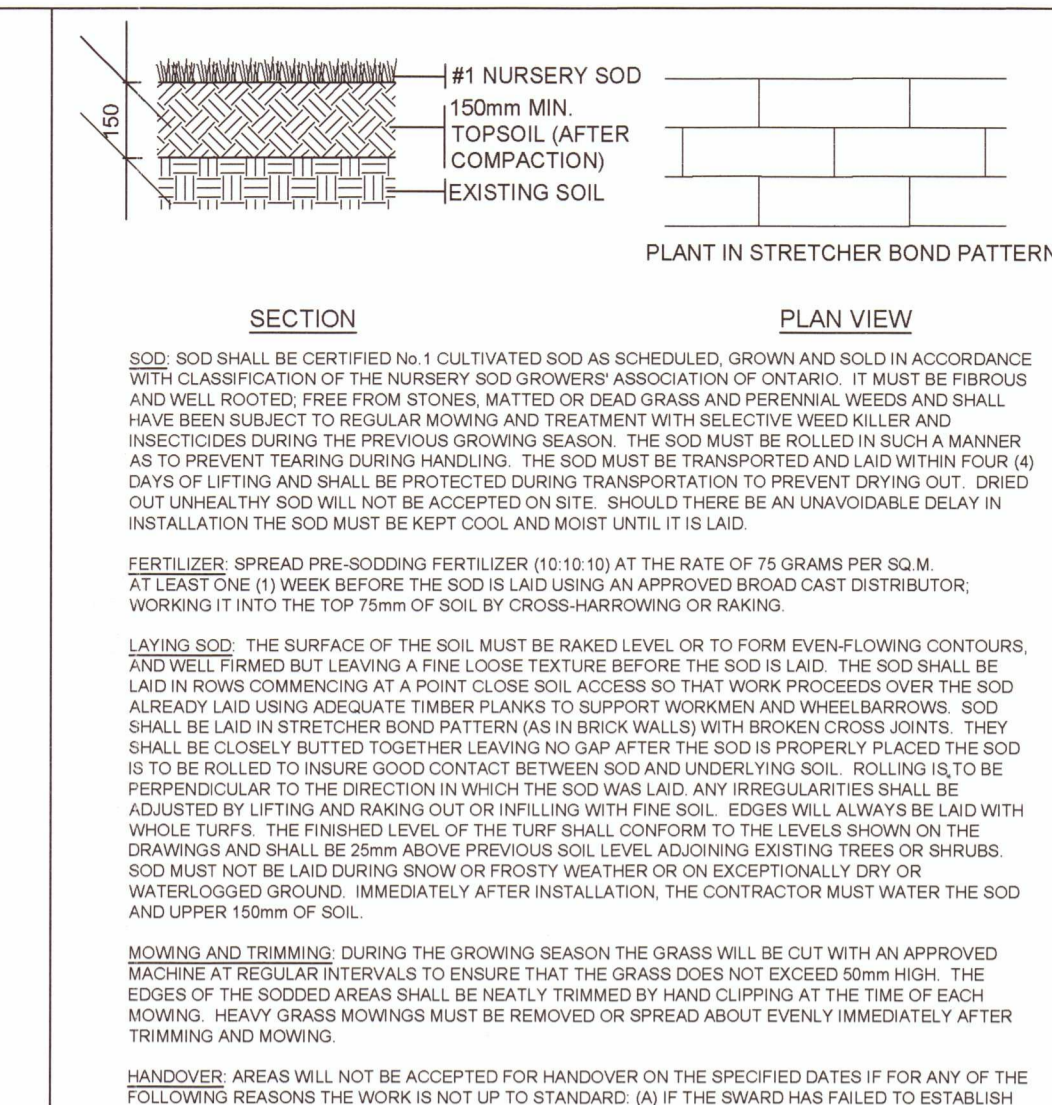 #1 NURSERY SOD
150mm MIN.
TOPSOIL (AFTER
COMPACTION)
EXISTING SOIL
150
PLANT IN STRETCHER BOND PATTERN
SECTION
PLAN VIEW
SOD: SOD SHALL BE CERTIFIED No.1 CULTIVATED SOD AS SCHEDULED, GROWN AND SOLD IN ACCORDANCE
WITH CLASSIFICATION OF THE NURSERY SOD GROWERS' ASSOCIATION OF ONTARIO. IT MUST BE FIBROUS
AND WELL ROOTED; FREE FROM STONES, MATTED OR DEAD GRASS AND PERENNIAL WEEDS AND SHALL
HAVE BEEN SUBJECT TO REGULAR MOWING AND TREATMENT WITH SELECTIVE WEED KILLER AND
INSECTICIDES DURING THE PREVIOUS GROWING SEASON. THE SOD MUST BE ROLLED IN SUCH A MANNER
AS TO PREVENT TEARING DURING HANDLING. THE SOD MUST BE TRANSPORTED AND LAID WITHIN FOUR (4)
DAYS OF LIFTING AND SHALL BE PROTECTED DURING TRANSPORTATION TO PREVENT DRYING OUT. DRIED
OUT UNHEALTHY SOD WILL NOT BE ACCEPTED ON SITE. SHOULD THERE BE AN UNAVOIDABLE DELAY IN
INSTALLATION THE SOD MUST BE KEPT COOL AND MOIST UNTIL IT IS LAID.
FERTILIZER: SPREAD PRE-SODDING FERTILIZER (10:10:10) AT THE RATE OF 75 GRAMS PER SQ.M.
AT LEAST ONE (1) WEEK BEFORE THE SOD IS LAID USING AN APPROVED BROAD CAST DISTRIBUTOR;
WORKING IT INTO THE TOP 75mm OF SOIL BY CROSS-HARROWING OR RAKING.
LAYING SOD: THE SURFACE OF THE SOIL MUST BE RAKED LEVEL OR TO FORM EVEN-FLOWING CONTOURS,
AND WELL FIRMED BUT LEAVING A FINE LOOSE TEXTURE BEFORE THE SOD IS LAID. THE SOD SHALL BE
LAID IN ROWS COMMENCING AT A POINT CLOSE SOIL ACCESS SO THAT WORK PROCEEDS OVER THE SOD
ALREADY LAID USING ADEQUATE TIMBER PLANKS TO SUPPORT WORKMEN AND WHEELBARROWS. SOD
SHALL BE LAID IN STRETCHER BOND PATTERN (AS IN BRICK WALLS) WITH BROKEN CROSS JOINTS. THEY
SHALL BE CLOSELY BUTTED TOGETHER LEAVING NO GAP AFTER THE SOD IS PROPERLY PLACED THE SOD
IS TO BE ROLLED TO INSURE GOOD CONTACT BETWEEN SOD AND UNDERLYING SOIL. ROLLING IS TO BE
PERPENDICULAR TO THE DIRECTION IN WHICH THE SOD WAS LAID. ANY IRREGULARITIES SHALL BE
ADJUSTED BY LIFTING AND RAKING OUT OR INFILLING WITH FINE SOIL. EDGES WILL ALWAYS BE LAID WITH
WHOLE TURFS. THE FINISHED LEVEL OF THE TURF SHALL CONFORM TO THE LEVELS SHOWN ON THE
DRAWINGS AND SHALL BE 25mm ABOVE PREVIOUS SOIL LEVEL ADJOINING EXISTING TREES OR SHRUBS.
SOD MUST NOT BE LAID DURING SNOW OR FROSTY WEATHER OR ON EXCEPTIONALLY DRY OR
WATERLOGGED GROUND. IMMEDIATELY AFTER INSTALLATION, THE CONTRACTOR MUST WATER THE SOD
AND UPPER 150mm OF SOIL.
MOWING AND TRIMMING: DURING THE GROWING SEASON THE GRASS WILL BE CUT WITH AN APPROVED
MACHINE AT REGULAR INTERVALS TO ENSURE THAT THE GRASS DOES NOT EXCEED 50mm HIGH. THE
EDGES OF THE SODDED AREAS SHALL BE NEATLY TRIMMED BY HAND CLIPPING AT THE TIME OF EACH
MOWING. HEAVY GRASS MOWINGS MUST BE REMOVED OR SPREAD ABOUT EVENLY IMMEDIATELY AFTER
TRIMMING AND MOWING.
HANDOVER: AREAS WILL NOT BE ACCEPTED FOR HANDOVER ON THE SPECIFIED DATES IF FOR ANY OF THE
FOLLOWING REASONS THE WORK IS NOT UP TO STANDARD: (A) IF THE SWARD HAS FAILED TO ESTABLISH